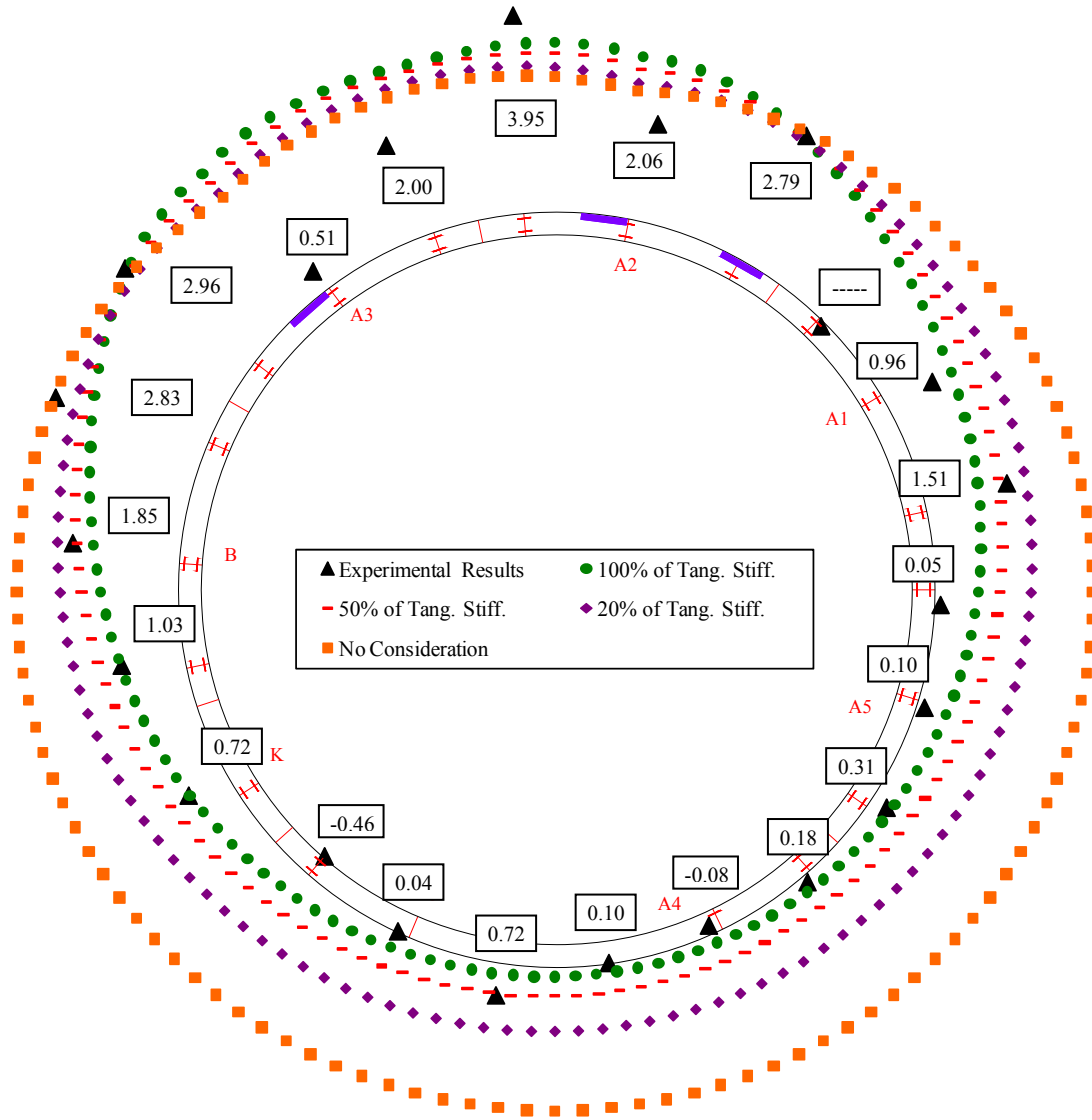 3.95
2.06
2.00
2.79
0.51
A2
2.96
-----
A3
0.96
2.83
A1
1.51
1.85
B
0.05
Experimental Results
100% of Tang. Stiff.
50% of Tang. Stiff.
20% of Tang. Stiff.
No Consideration
1.03
0.10
A5
0.72
K
0.31
-0.46
0.18
-0.08
0.04
A4
0.10
0.72